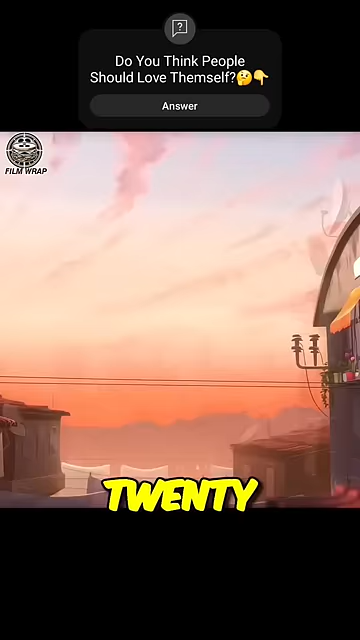 Do You Think People
Should Love Themself?🤔👇
Answer
FILM WRAP
TWENTY